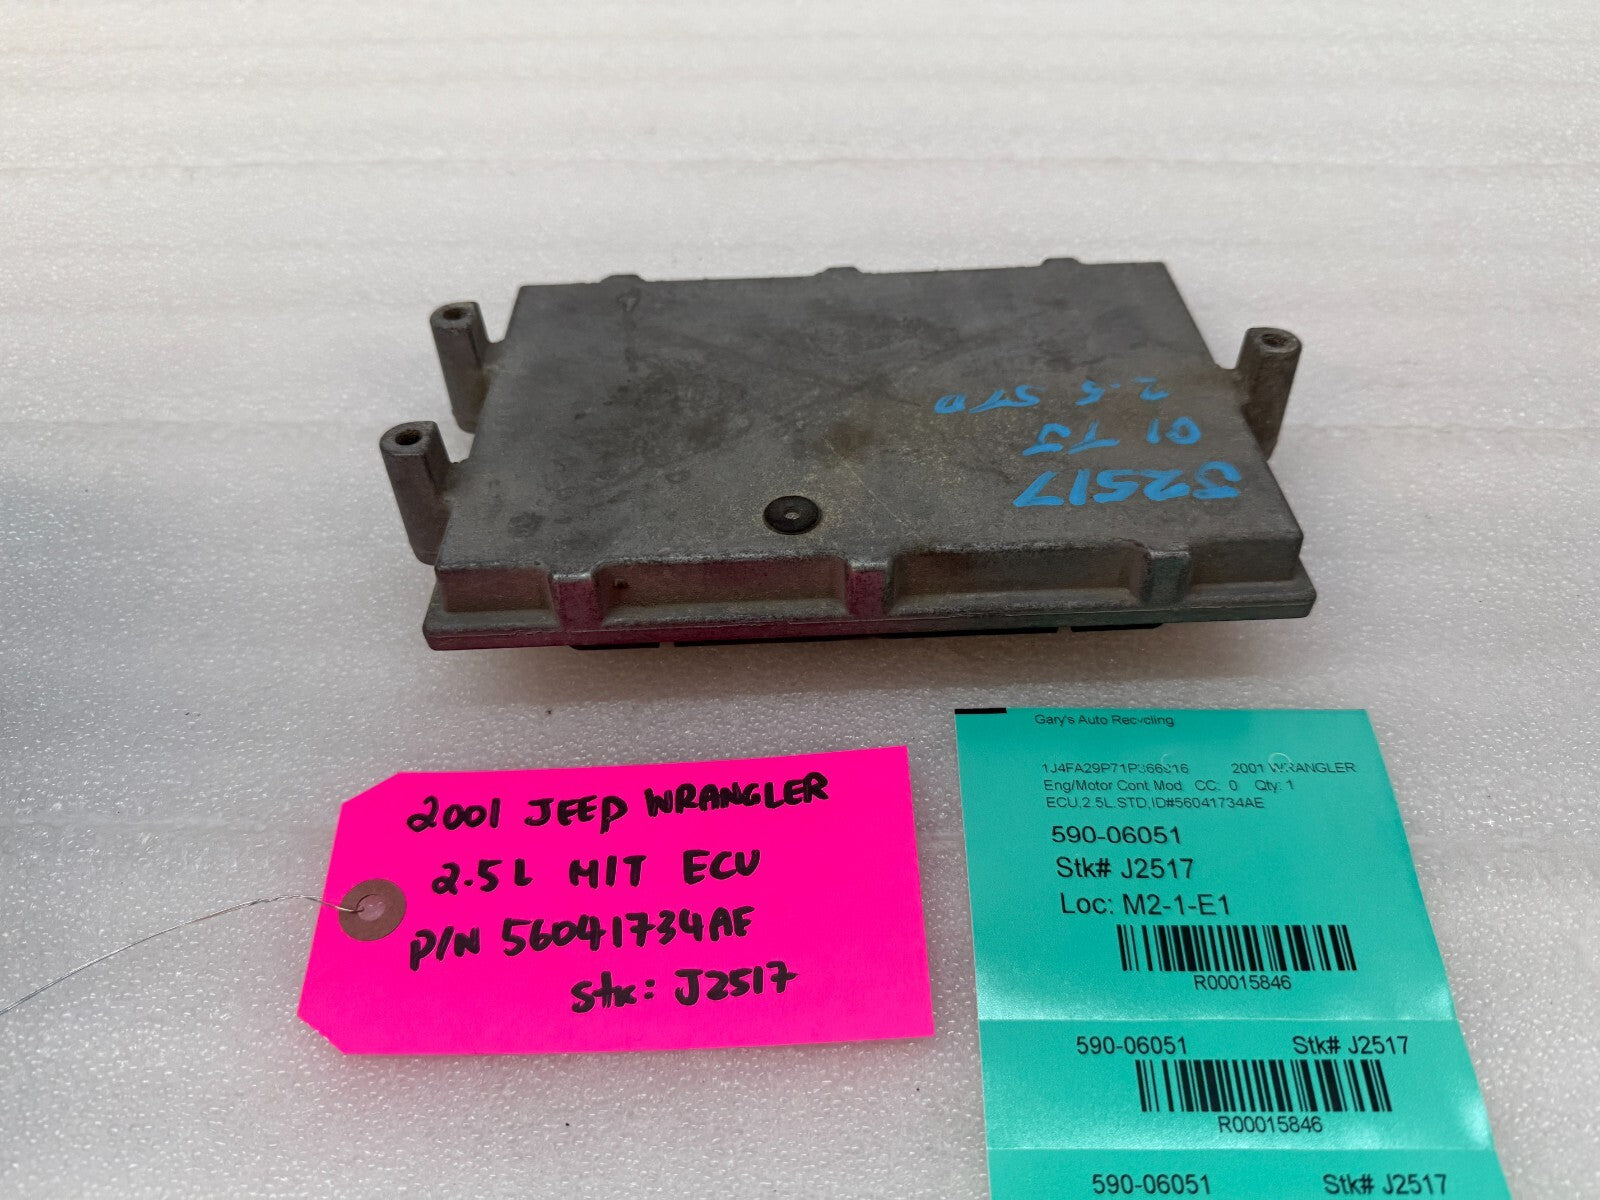 2.5 STD
01 TJ
J2517
2001 JEEP WRANGLER
2.5L MIT ECU
P/N 56041734AE
Stk: J2517
Gary's Auto Recycling
2001 WRANGLER
Eng/Motor Cont Mod CC: 0 Qty: 1
ECU,2.5L,STD,ID#56041734AE
590-06051
Stk# J2517
Loc: M2-1-E1
R00015846
590-06051 Stk# J2517
R00015846
590-06051 Stk# J2517